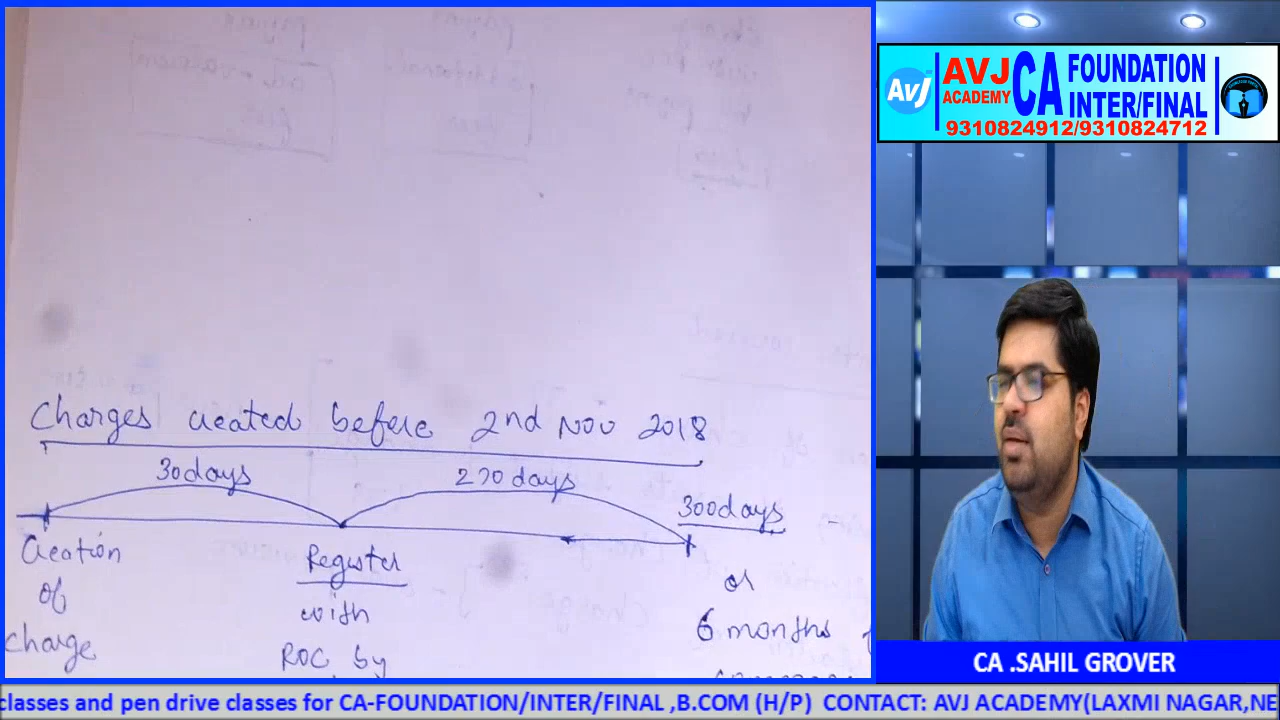 Charges created before 2nd Nov 2018
30 days
270 days
300 days
Creation
of
charge
Register
with
ROC by
or
6 months
AVJ
AVJ
ACADEMY
CA
FOUNDATION
INTER/FINAL
9310824912/9310824712
CA .SAHIL GROVER
classes and pen drive classes for CA-FOUNDATION/INTER/FINAL ,B.COM (H/P) CONTACT: AVJ ACADEMY(LAXMI NAGAR,NE